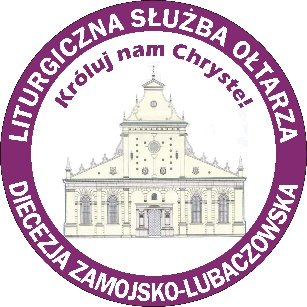 LITURGICZNA SŁUŻBA OŁTARZA
Króluj nam Chryste!
DIECEZJA ZAMOJSKO-LUBACZOWSKA